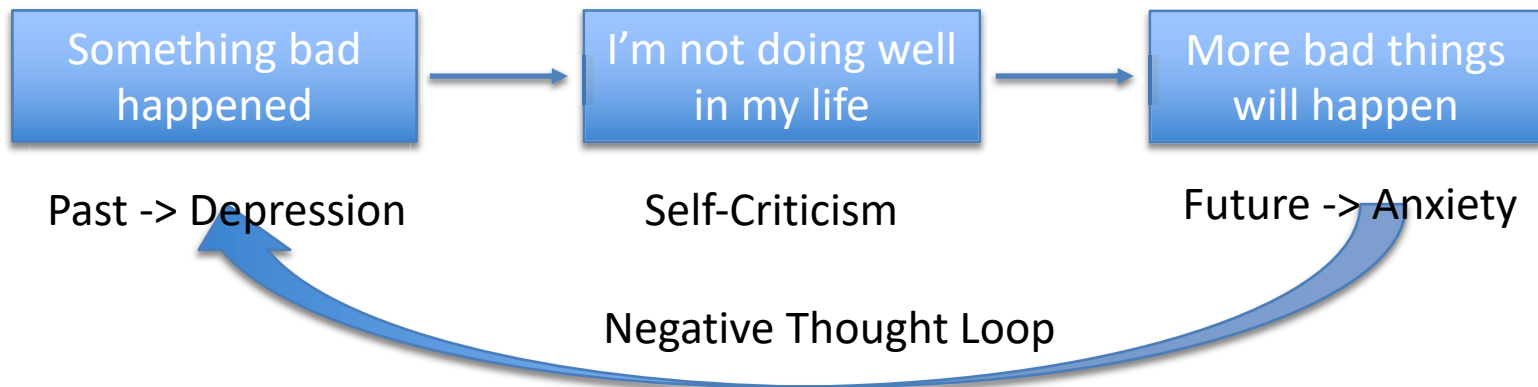 Something bad
happened
I’m not doing well
in my life
More bad things
will happen
Past -> Depression
Self-Criticism
Future -> Anxiety
Negative Thought Loop